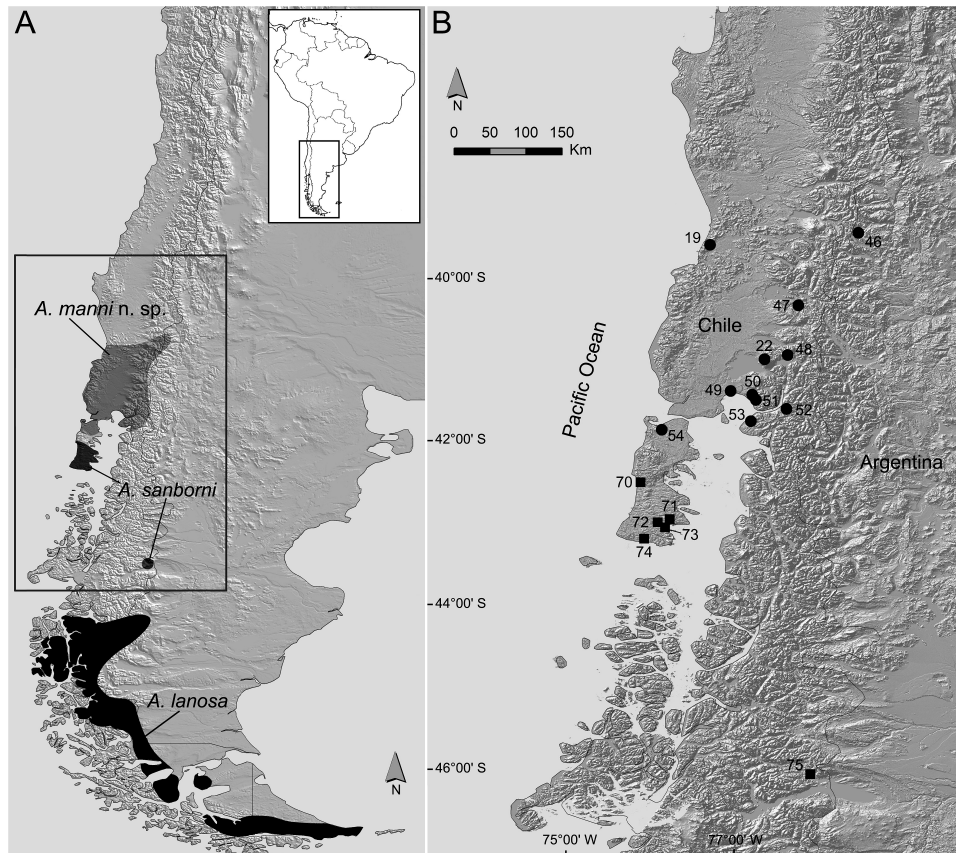 A
A. manni n. sp.
A. sanborni
A. lanosa
N
B
N
0 50 100 150
Km
19
46
40°00' S
47
Chile
22
48
50
49
51
52
53
Pacific Ocean
42°00' S
54
Argentina
70
71
72
73
74
44°00' S
75
46°00' S
75°00' W
77°00' W